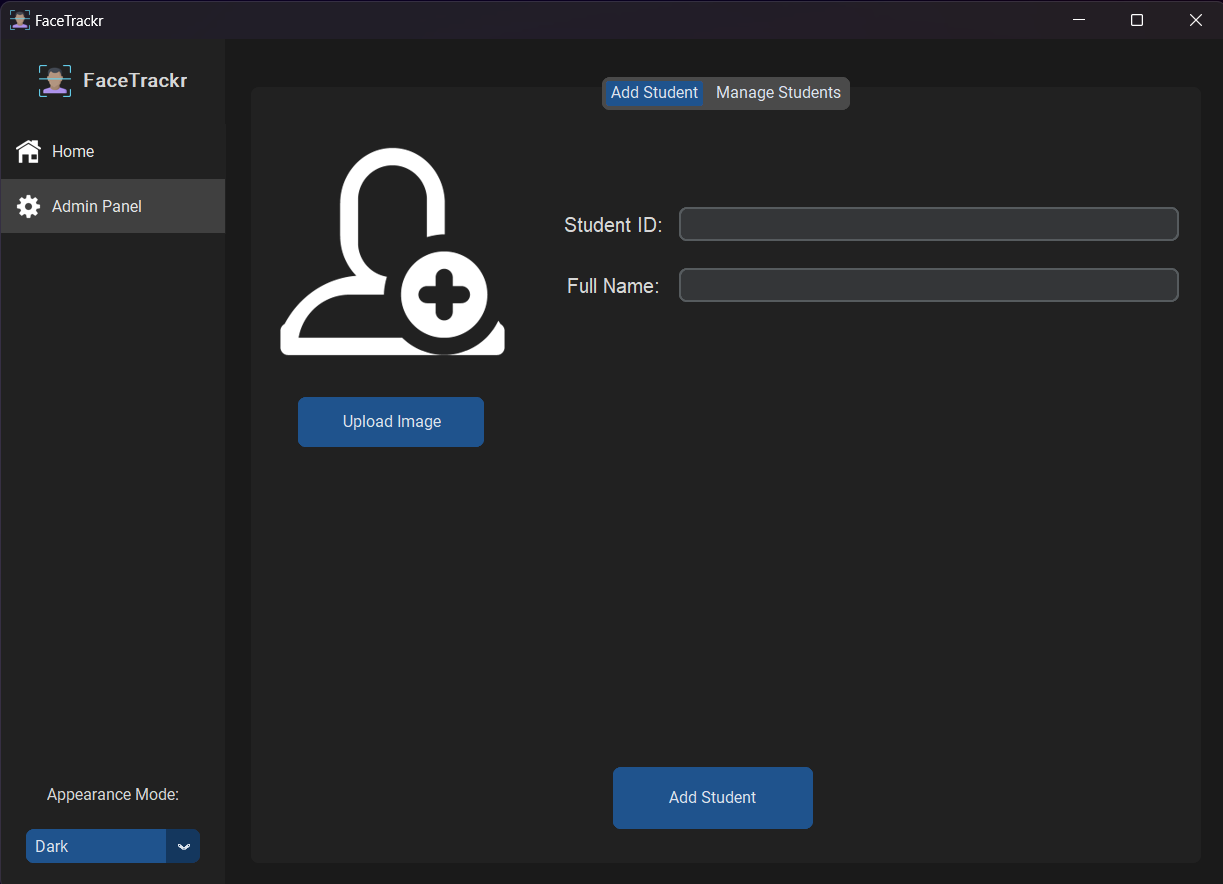 FaceTrackr
FaceTrackr
Home
Admin Panel
Appearance Mode:
Dark
Add Student
Manage Students
Upload Image
Student ID:
Full Name:
Add Student